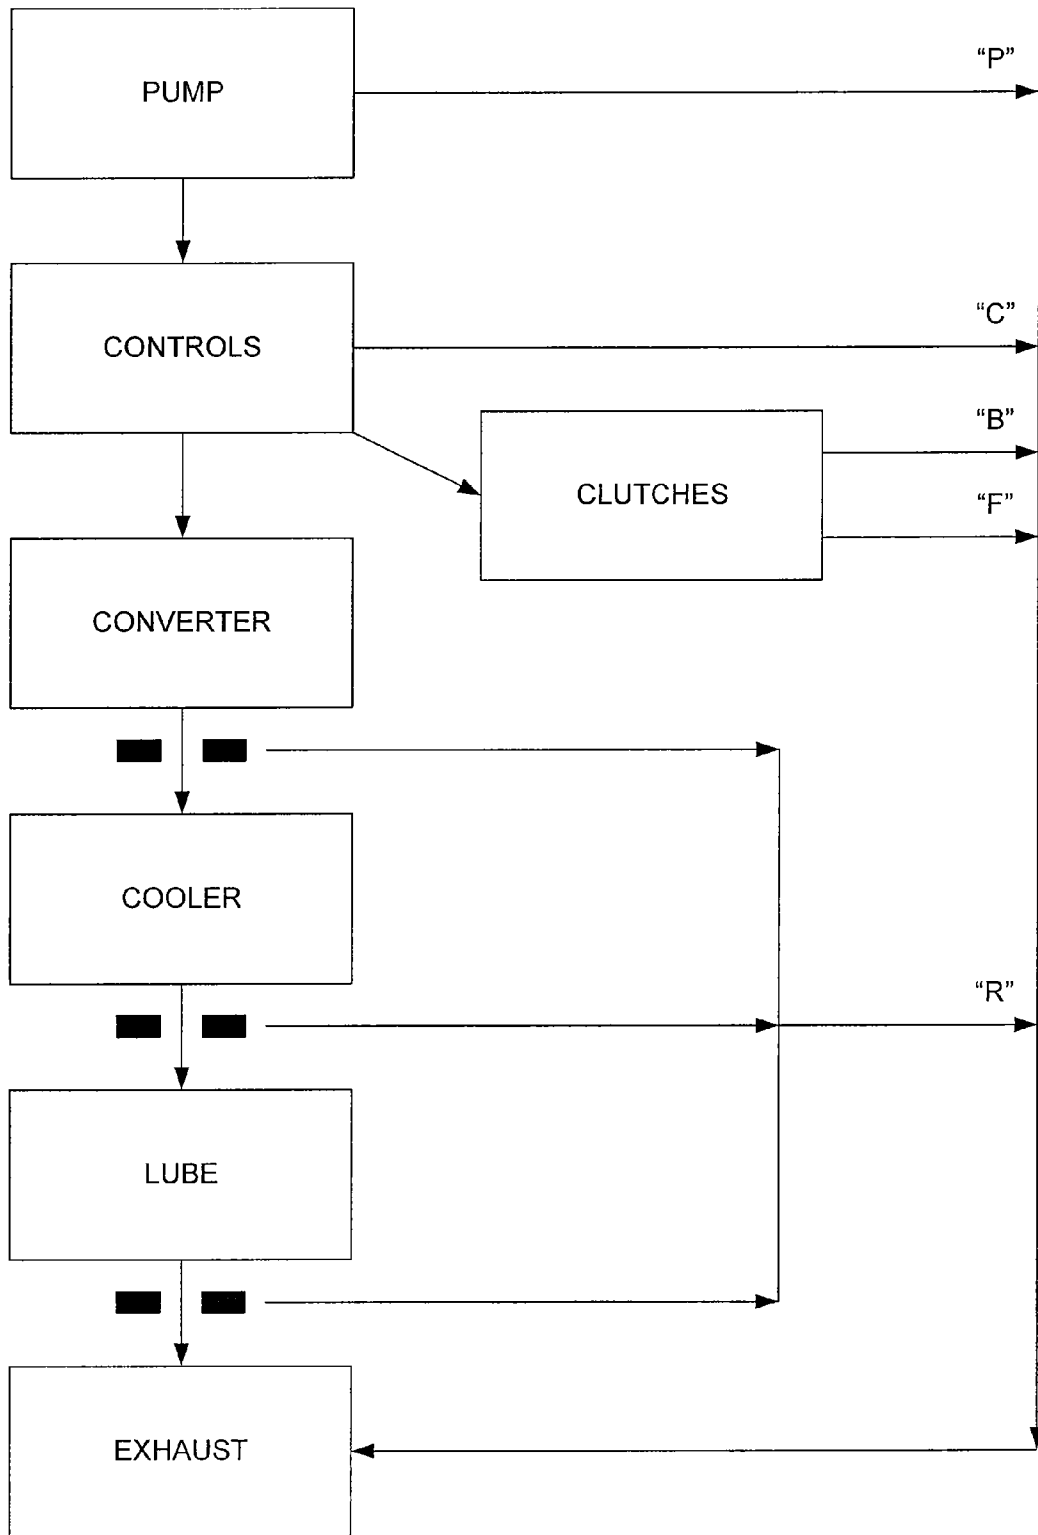 PUMP
“P”
CONTROLS
“C”
CLUTCHES
“B”
“F”
CONVERTER
COOLER
“R”
LUBE
EXHAUST